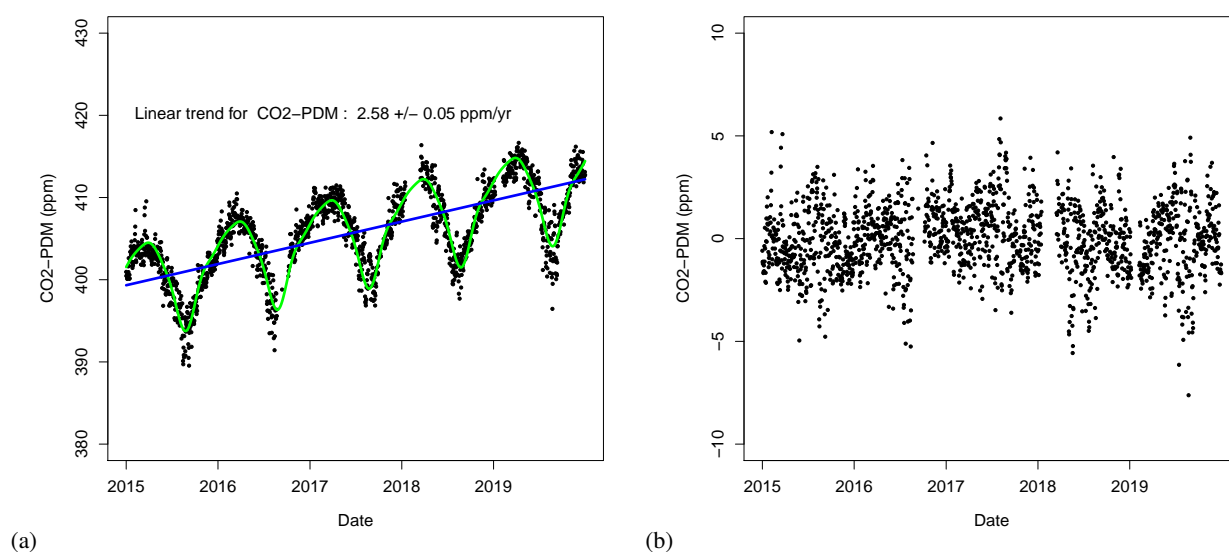 430
420
410
400
390
380
CO2−PDM (ppm)
Linear trend for CO2−PDM : 2.58 +/− 0.05 ppm/yr
2015 2016 2017 2018 2019
Date
(a)
10
5
0
−5
−10
CO2−PDM (ppm)
2015 2016 2017 2018 2019
Date
(b)